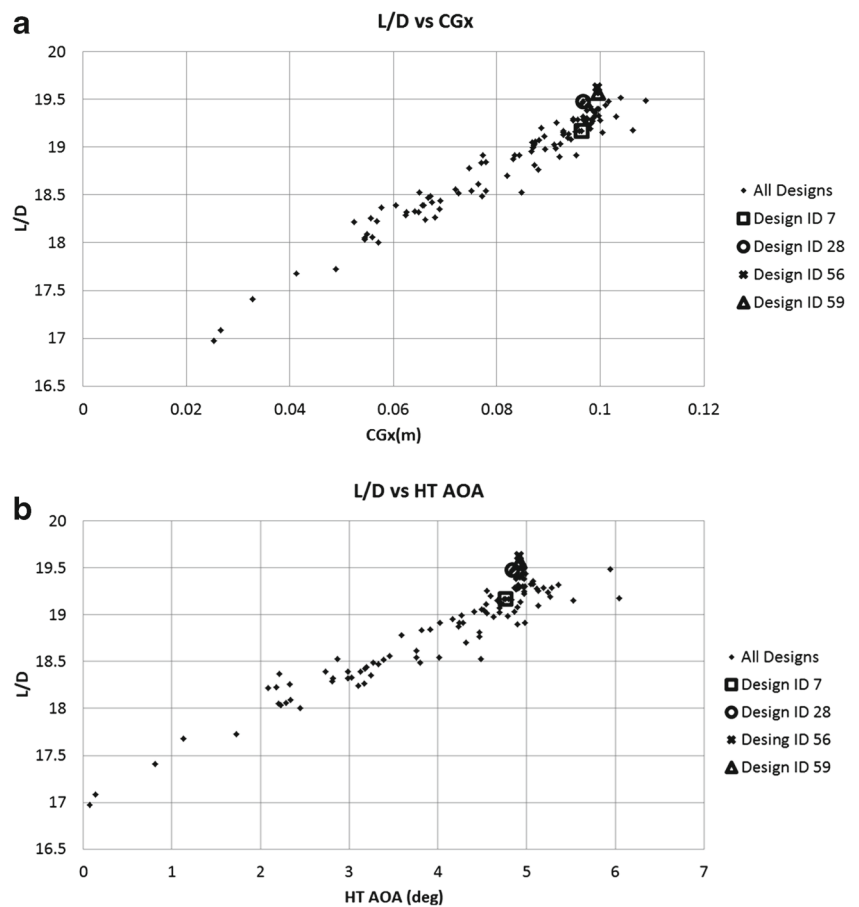 a
L/D vs CGx
20
19.5
19
18.5
18
17.5
17
16.5
L/D
0 0.02 0.04 0.06 0.08 0.1 0.12
CGx(m)
All Designs
Design ID 7
Design ID 28
Design ID 56
Design ID 59
b
L/D vs HT AOA
20
19.5
19
18.5
18
17.5
17
16.5
L/D
0 1 2 3 4 5 6 7
HT AOA (deg)
All Designs
Design ID 7
Design ID 28
Desing ID 56
Design ID 59